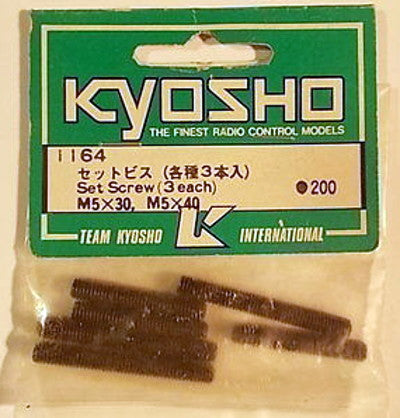 KYOSHO
THE FINEST RADIO CONTROL MODELS
1164
セットビス (各種3本入)
Set Screw (3 each)
●200
M5×30, M5×40
TEAM KYOSHO K INTERNATIONAL